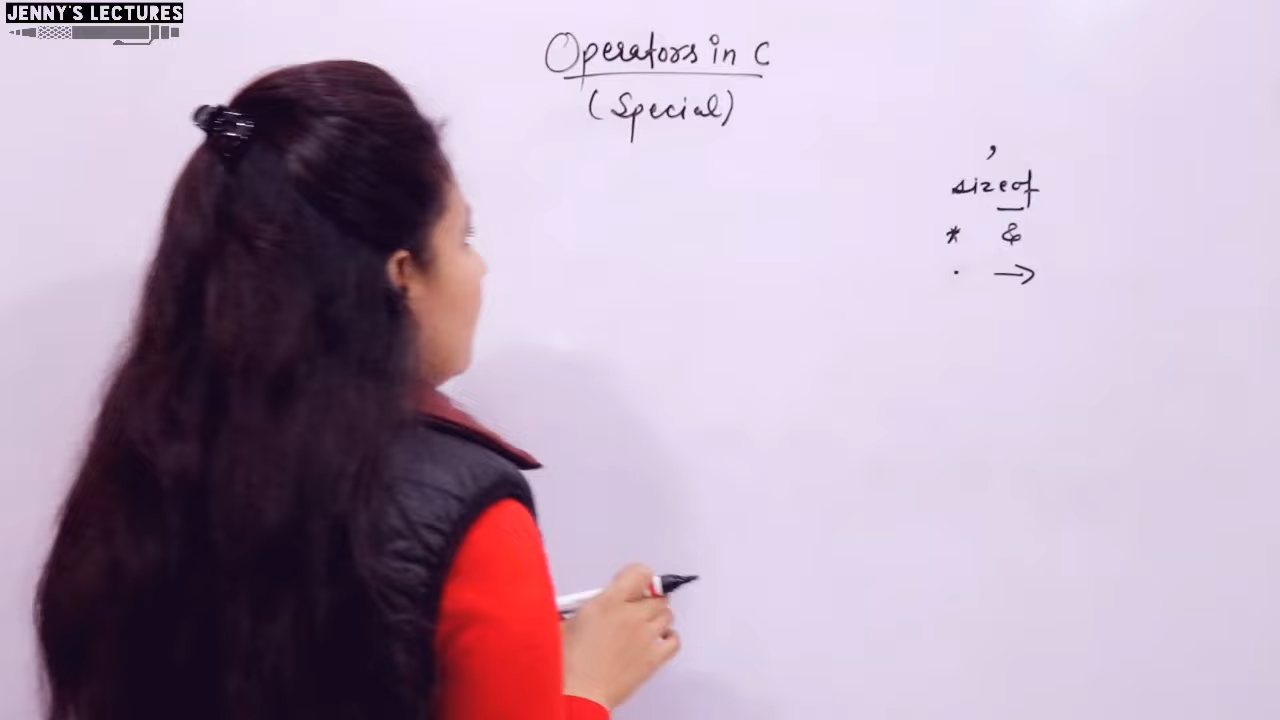 JENNY'S LECTURES
Operators in C
(Special)
,
sizeof
* &
. →